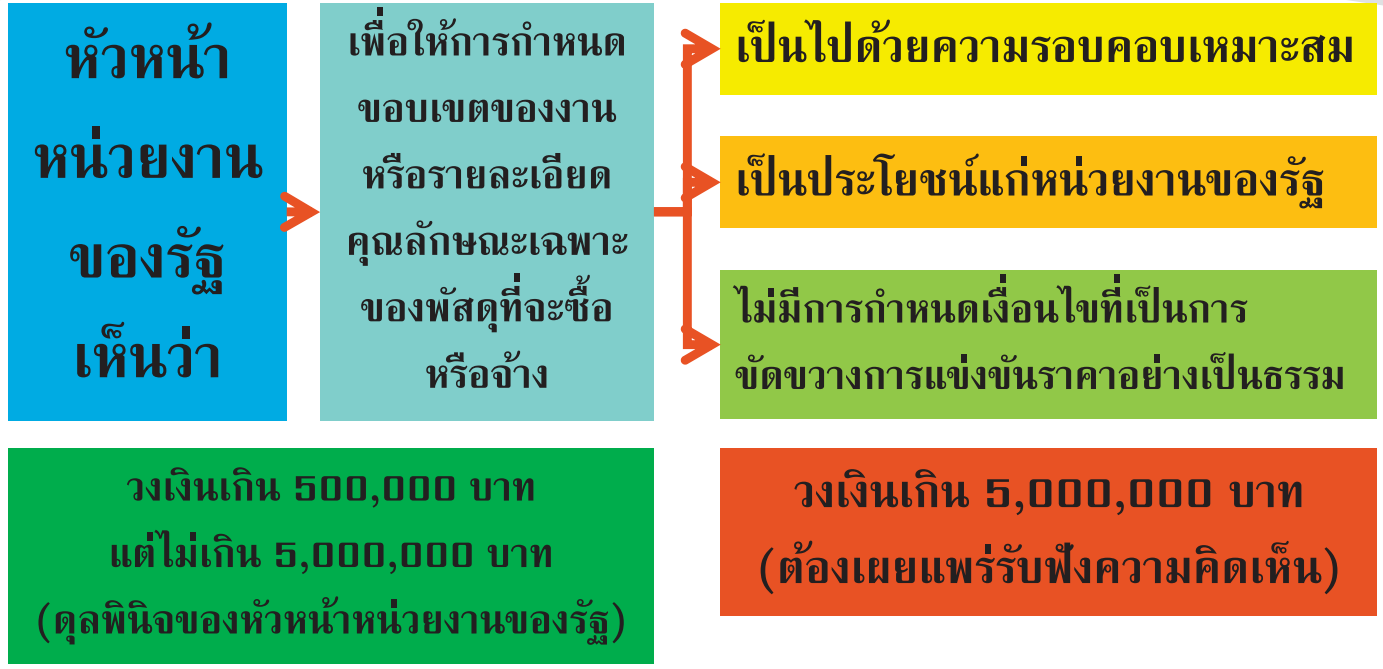 หัวหน้า
หน่วยงาน
ของรัฐ
เห็นว่า
เพื่อให้การกำหนด
ขอบเขตของงาน
หรือรายละเอียด
คุณลักษณะเฉพาะ
ของพัสดุที่จะซื้อ
หรือจ้าง
เป็นไปด้วยความรอบคอบเหมาะสม
เป็นประโยชน์แก่หน่วยงานของรัฐ
ไม่มีการกำหนดเงื่อนไขที่เป็นการ
ขัดขวางการแข่งขันราคาอย่างเป็นธรรม
วงเงินเกิน 500,000 บาท
แต่ไม่เกิน 5,000,000 บาท
(ดุลพินิจของหัวหน้าหน่วยงานของรัฐ)
วงเงินเกิน 5,000,000 บาท
(ต้องเผยแพร่รับฟังความคิดเห็น)